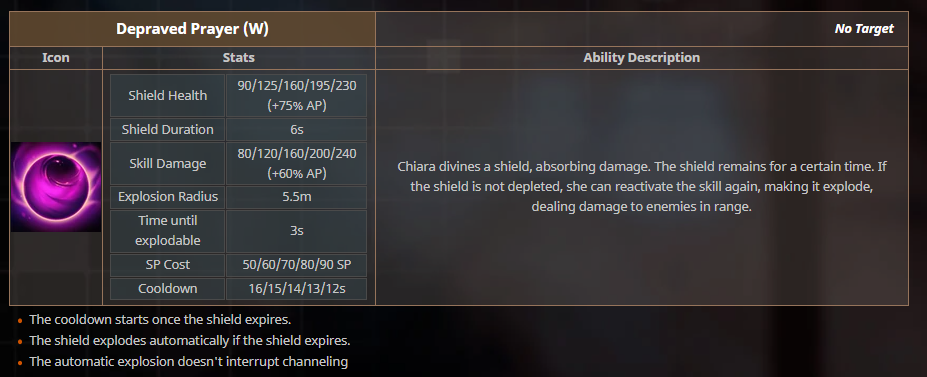 Depraved Prayer (W)
No Target
Icon
Stats
Ability Description
Shield Health
90/125/160/195/230
(+75% AP)
Shield Duration
6s
Skill Damage
80/120/160/200/240
(+60% AP)
Explosion Radius
5.5m
Time until
explodable
3s
SP Cost
50/60/70/80/90 SP
Cooldown
16/15/14/13/12s
Chiara divines a shield, absorbing damage. The shield remains for a certain time. If
the shield is not depleted, she can reactivate the skill again, making it explode,
dealing damage to enemies in range.
The cooldown starts once the shield expires.
The shield explodes automatically if the shield expires.
The automatic explosion doesn't interrupt channeling